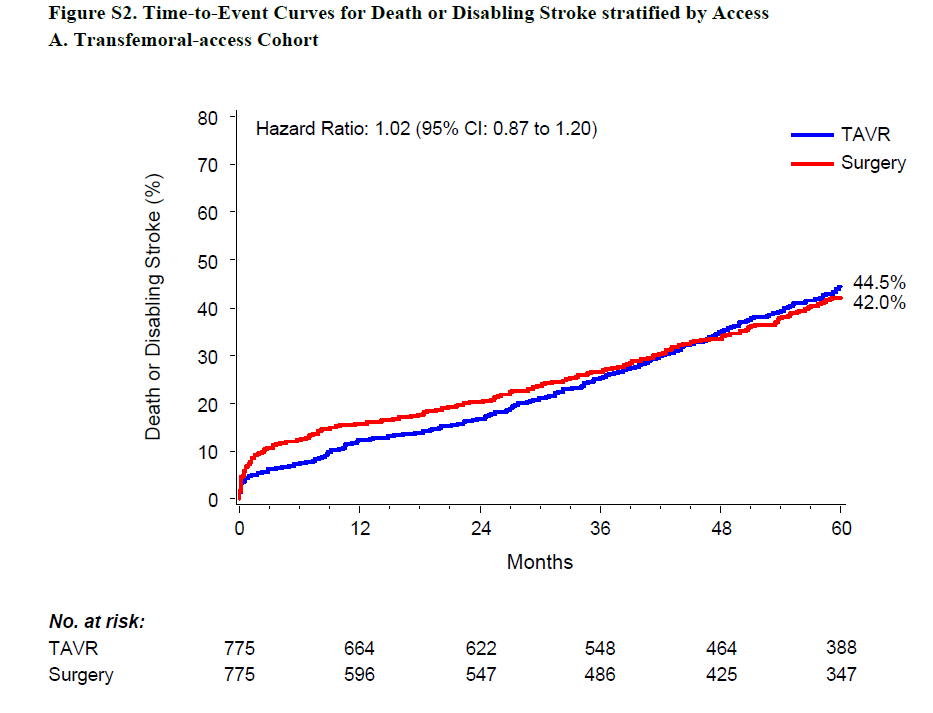 Figure S2. Time-to-Event Curves for Death or Disabling Stroke stratified by Access
A. Transfemoral-access Cohort
Hazard Ratio: 1.02 (95% CI: 0.87 to 1.20)
TAVR
Surgery
Death or Disabling Stroke (%)
80
70
60
50
40
30
20
10
0
44.5%
42.0%
0 12 24 36 48 60
Months
No. at risk:
TAVR 775 664 622 548 464 388
Surgery 775 596 547 486 425 347